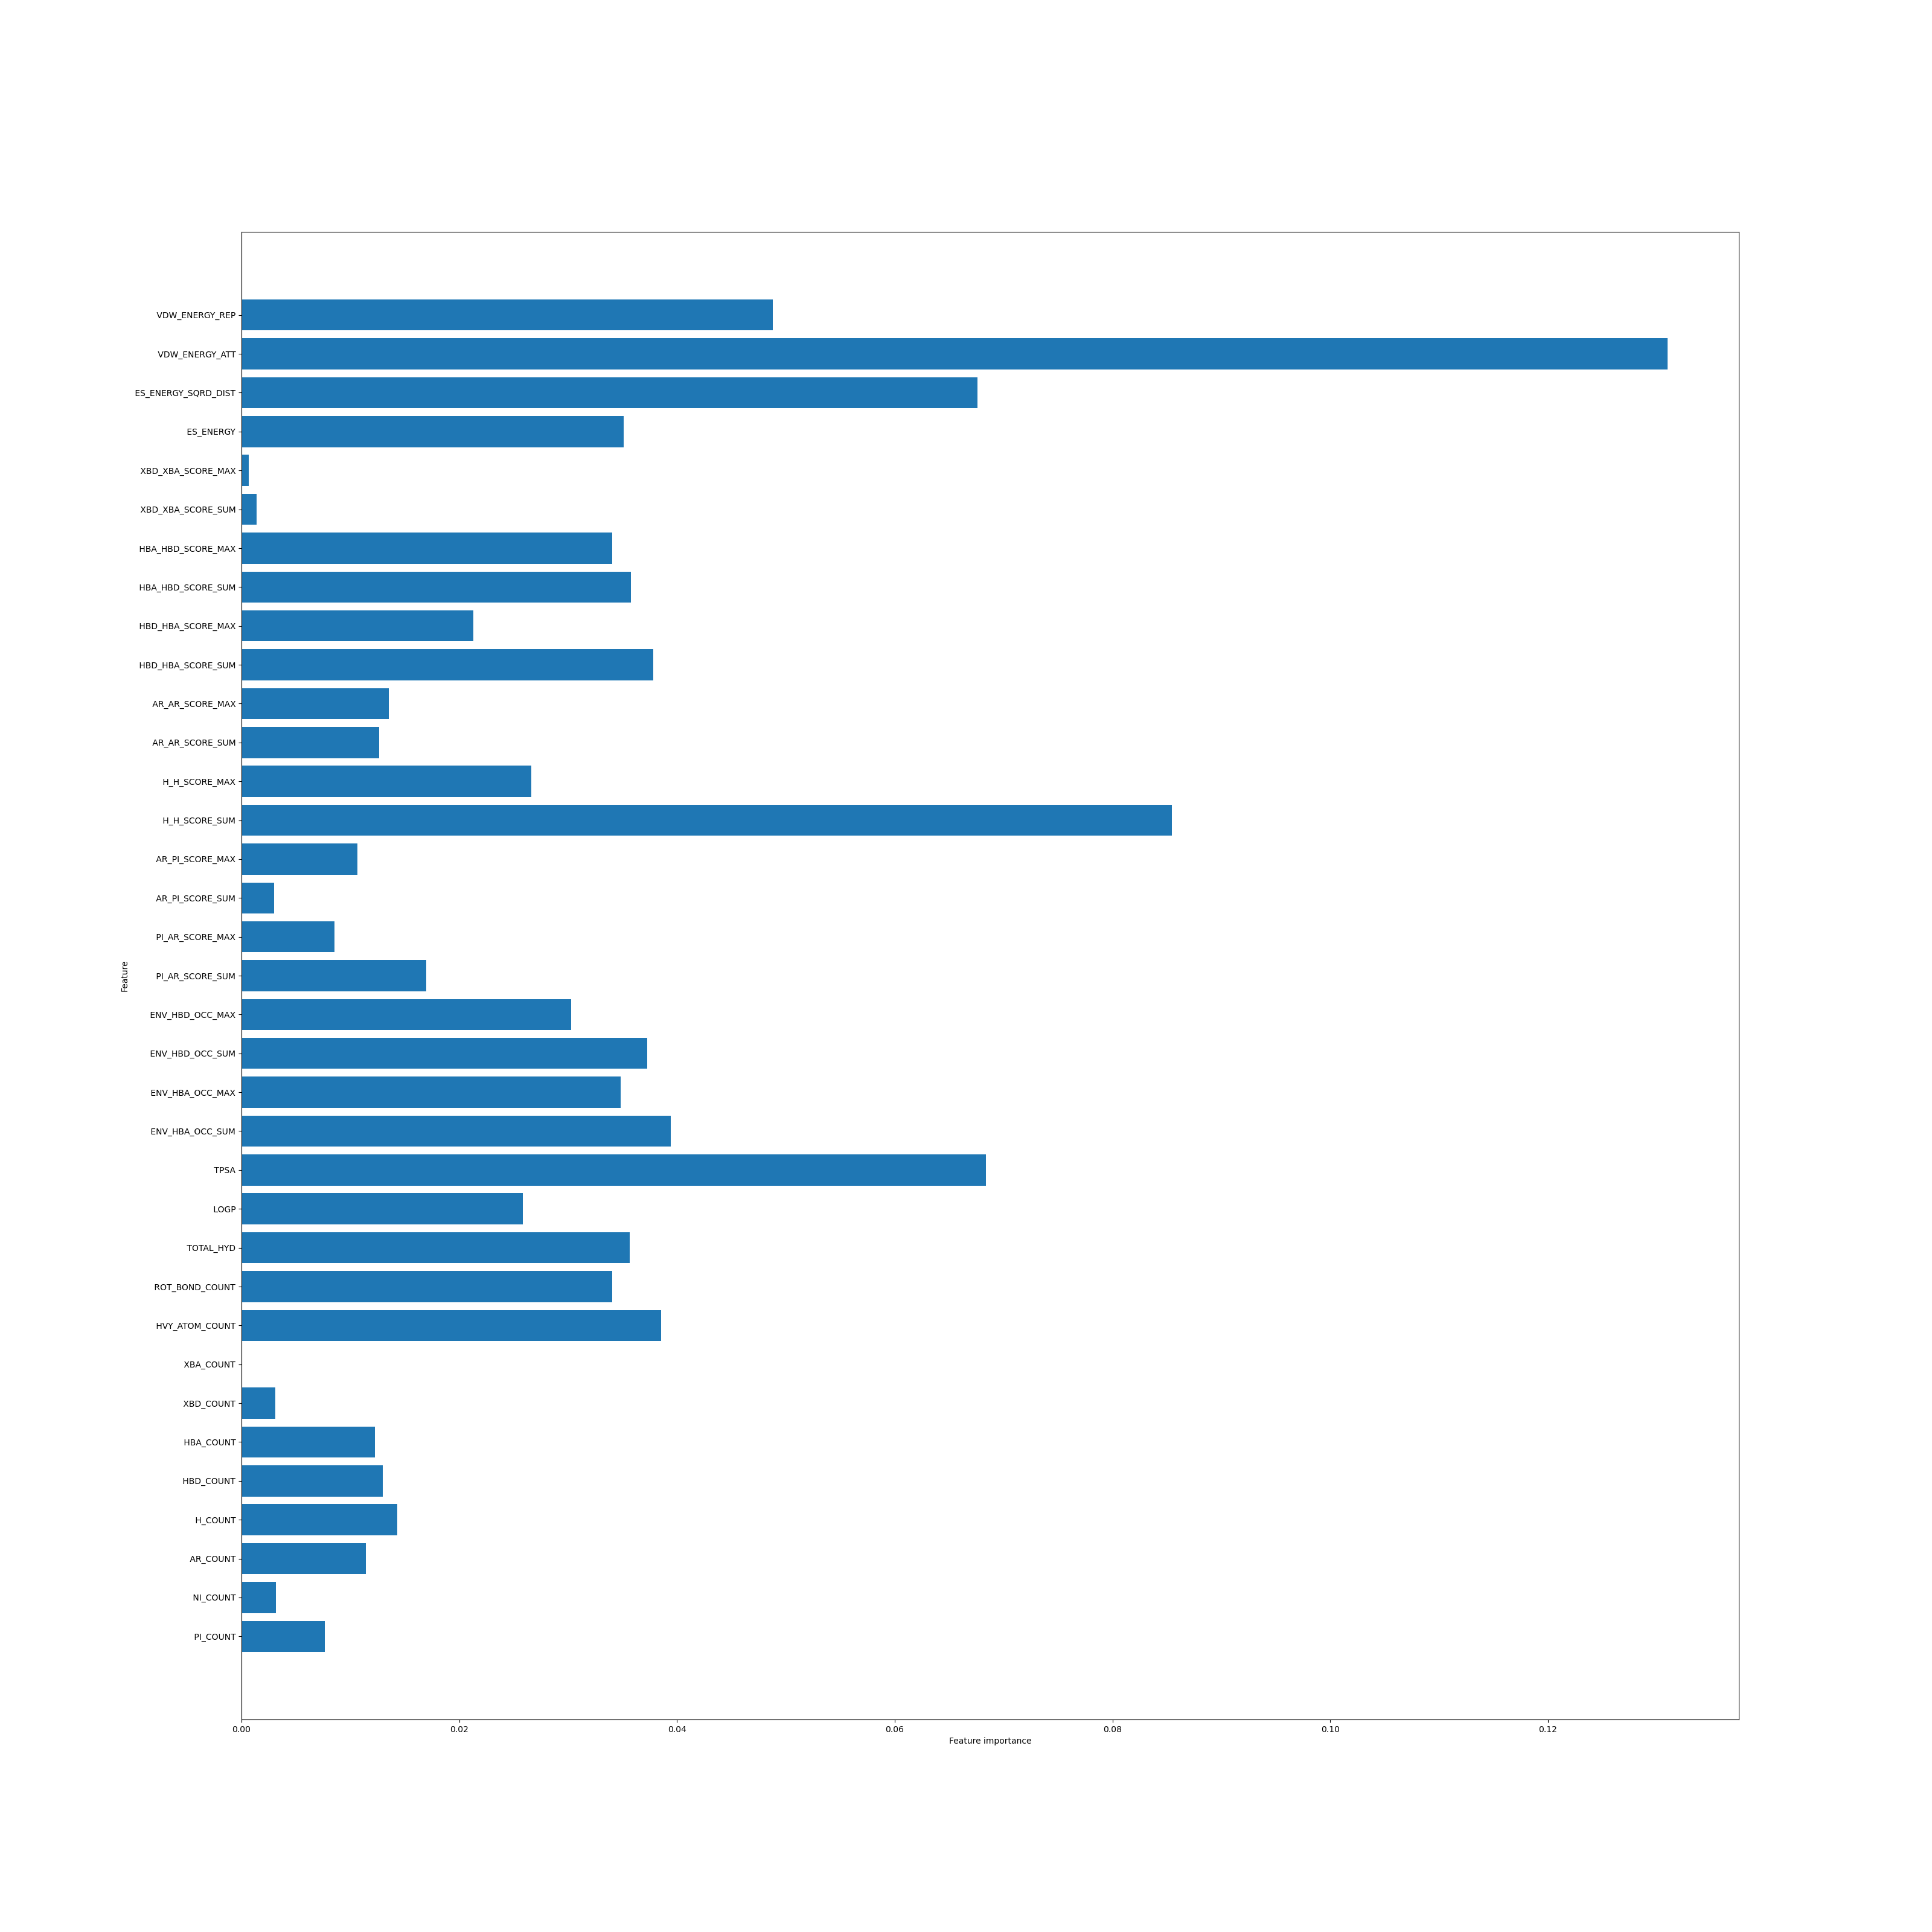 VDW_ENERGY_REP
VDW_ENERGY_ATT
ES_ENERGY_SQRD_DIST
ES_ENERGY
XBD_XBA_SCORE_MAX
XBD_XBA_SCORE_SUM
HBA_HBD_SCORE_MAX
HBA_HBD_SCORE_SUM
HBD_HBA_SCORE_MAX
HBD_HBA_SCORE_SUM
AR_AR_SCORE_MAX
AR_AR_SCORE_SUM
H_H_SCORE_MAX
H_H_SCORE_SUM
AR_PI_SCORE_MAX
AR_PI_SCORE_SUM
PI_AR_SCORE_MAX
PI_AR_SCORE_SUM
ENV_HBD_OCC_MAX
ENV_HBD_OCC_SUM
ENV_HBA_OCC_MAX
ENV_HBA_OCC_SUM
TPSA
LOGP
TOTAL_HYD
ROT_BOND_COUNT
HVY_ATOM_COUNT
XBA_COUNT
XBD_COUNT
HBA_COUNT
HBD_COUNT
H_COUNT
AR_COUNT
NI_COUNT
PI_COUNT
Feature
0.00 0.02 0.04 0.06 0.08 0.10 0.12
Feature importance